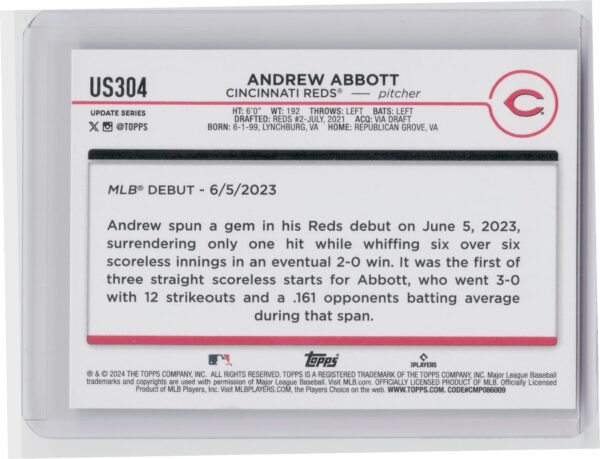 US304
UPDATE SERIES
@TOPPS
ANDREW ABBOTT
CINCINNATI REDS® — pitcher
HT: 6'0" WT: 192 THROWS: LEFT BATS: LEFT
DRAFTED: REDS #2-JULY, 2021 ACQ: VIA DRAFT
BORN: 6-1-99, LYNCHBURG, VA HOME: REPUBLICAN GROVE, VA
C
MLB® DEBUT - 6/5/2023
Andrew spun a gem in his Reds debut on June 5, 2023,
surrendering only one hit while whiffing six over six
scoreless innings in an eventual 2-0 win. It was the first of
three straight scoreless starts for Abbott, who went 3-0
with 12 strikeouts and a .161 opponents batting average
during that span.
topps
PLAYERS
® & © 2024 THE TOPPS COMPANY, INC. ALL RIGHTS RESERVED. TOPPS IS A REGISTERED TRADEMARK OF THE TOPPS COMPANY, INC. Major League Baseball
trademarks and copyrights are used with permission of Major League Baseball. Visit MLB.com. OFFICIALLY LICENSED PRODUCT OF MLB. Officially Licensed
Product of MLB Players, Inc. Visit MLBPLAYERS.COM, the Players Choice on the web. WWW.TOPPS.COM. CODE#CMP086009